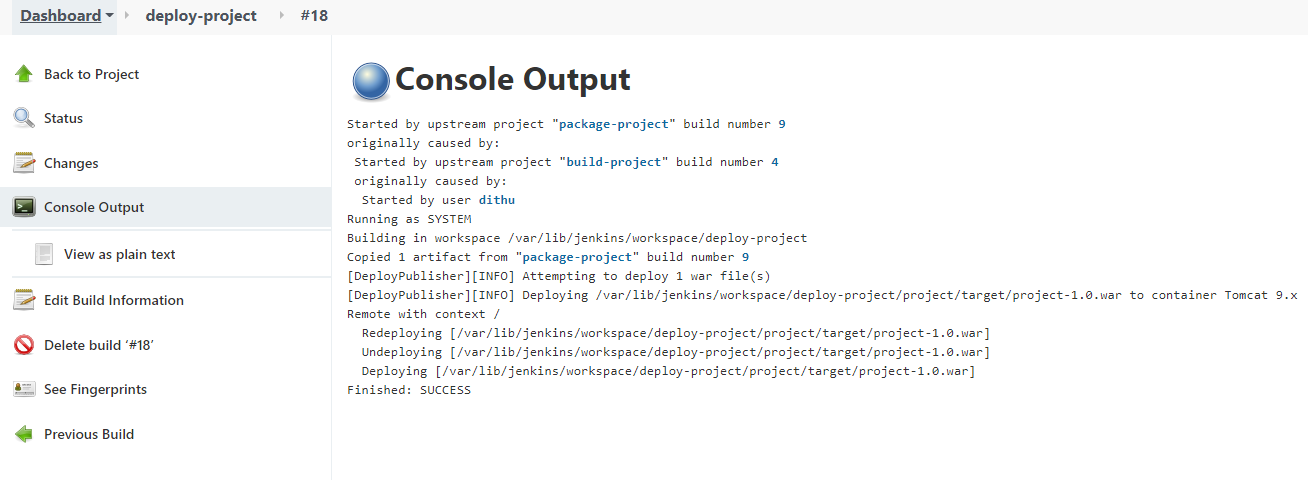 Dashboard deploy-project #18
Back to Project
Status
Changes
Console Output
View as plain text
Edit Build Information
Delete build ‘#18’
See Fingerprints
Previous Build
Console Output
Started by upstream project "package-project" build number 9
originally caused by:
Started by upstream project "build-project" build number 4
originally caused by:
Started by user dithu
Running as SYSTEM
Building in workspace /var/lib/jenkins/workspace/deploy-project
Copied 1 artifact from "package-project" build number 9
[DeployPublisher][INFO] Attempting to deploy 1 war file(s)
[DeployPublisher][INFO] Deploying /var/lib/jenkins/workspace/deploy-project/project/target/project-1.0.war to container Tomcat 9.x
Remote with context /
Redeploying [/var/lib/jenkins/workspace/deploy-project/project/target/project-1.0.war]
Undeploying [/var/lib/jenkins/workspace/deploy-project/project/target/project-1.0.war]
Deploying [/var/lib/jenkins/workspace/deploy-project/project/target/project-1.0.war]
Finished: SUCCESS